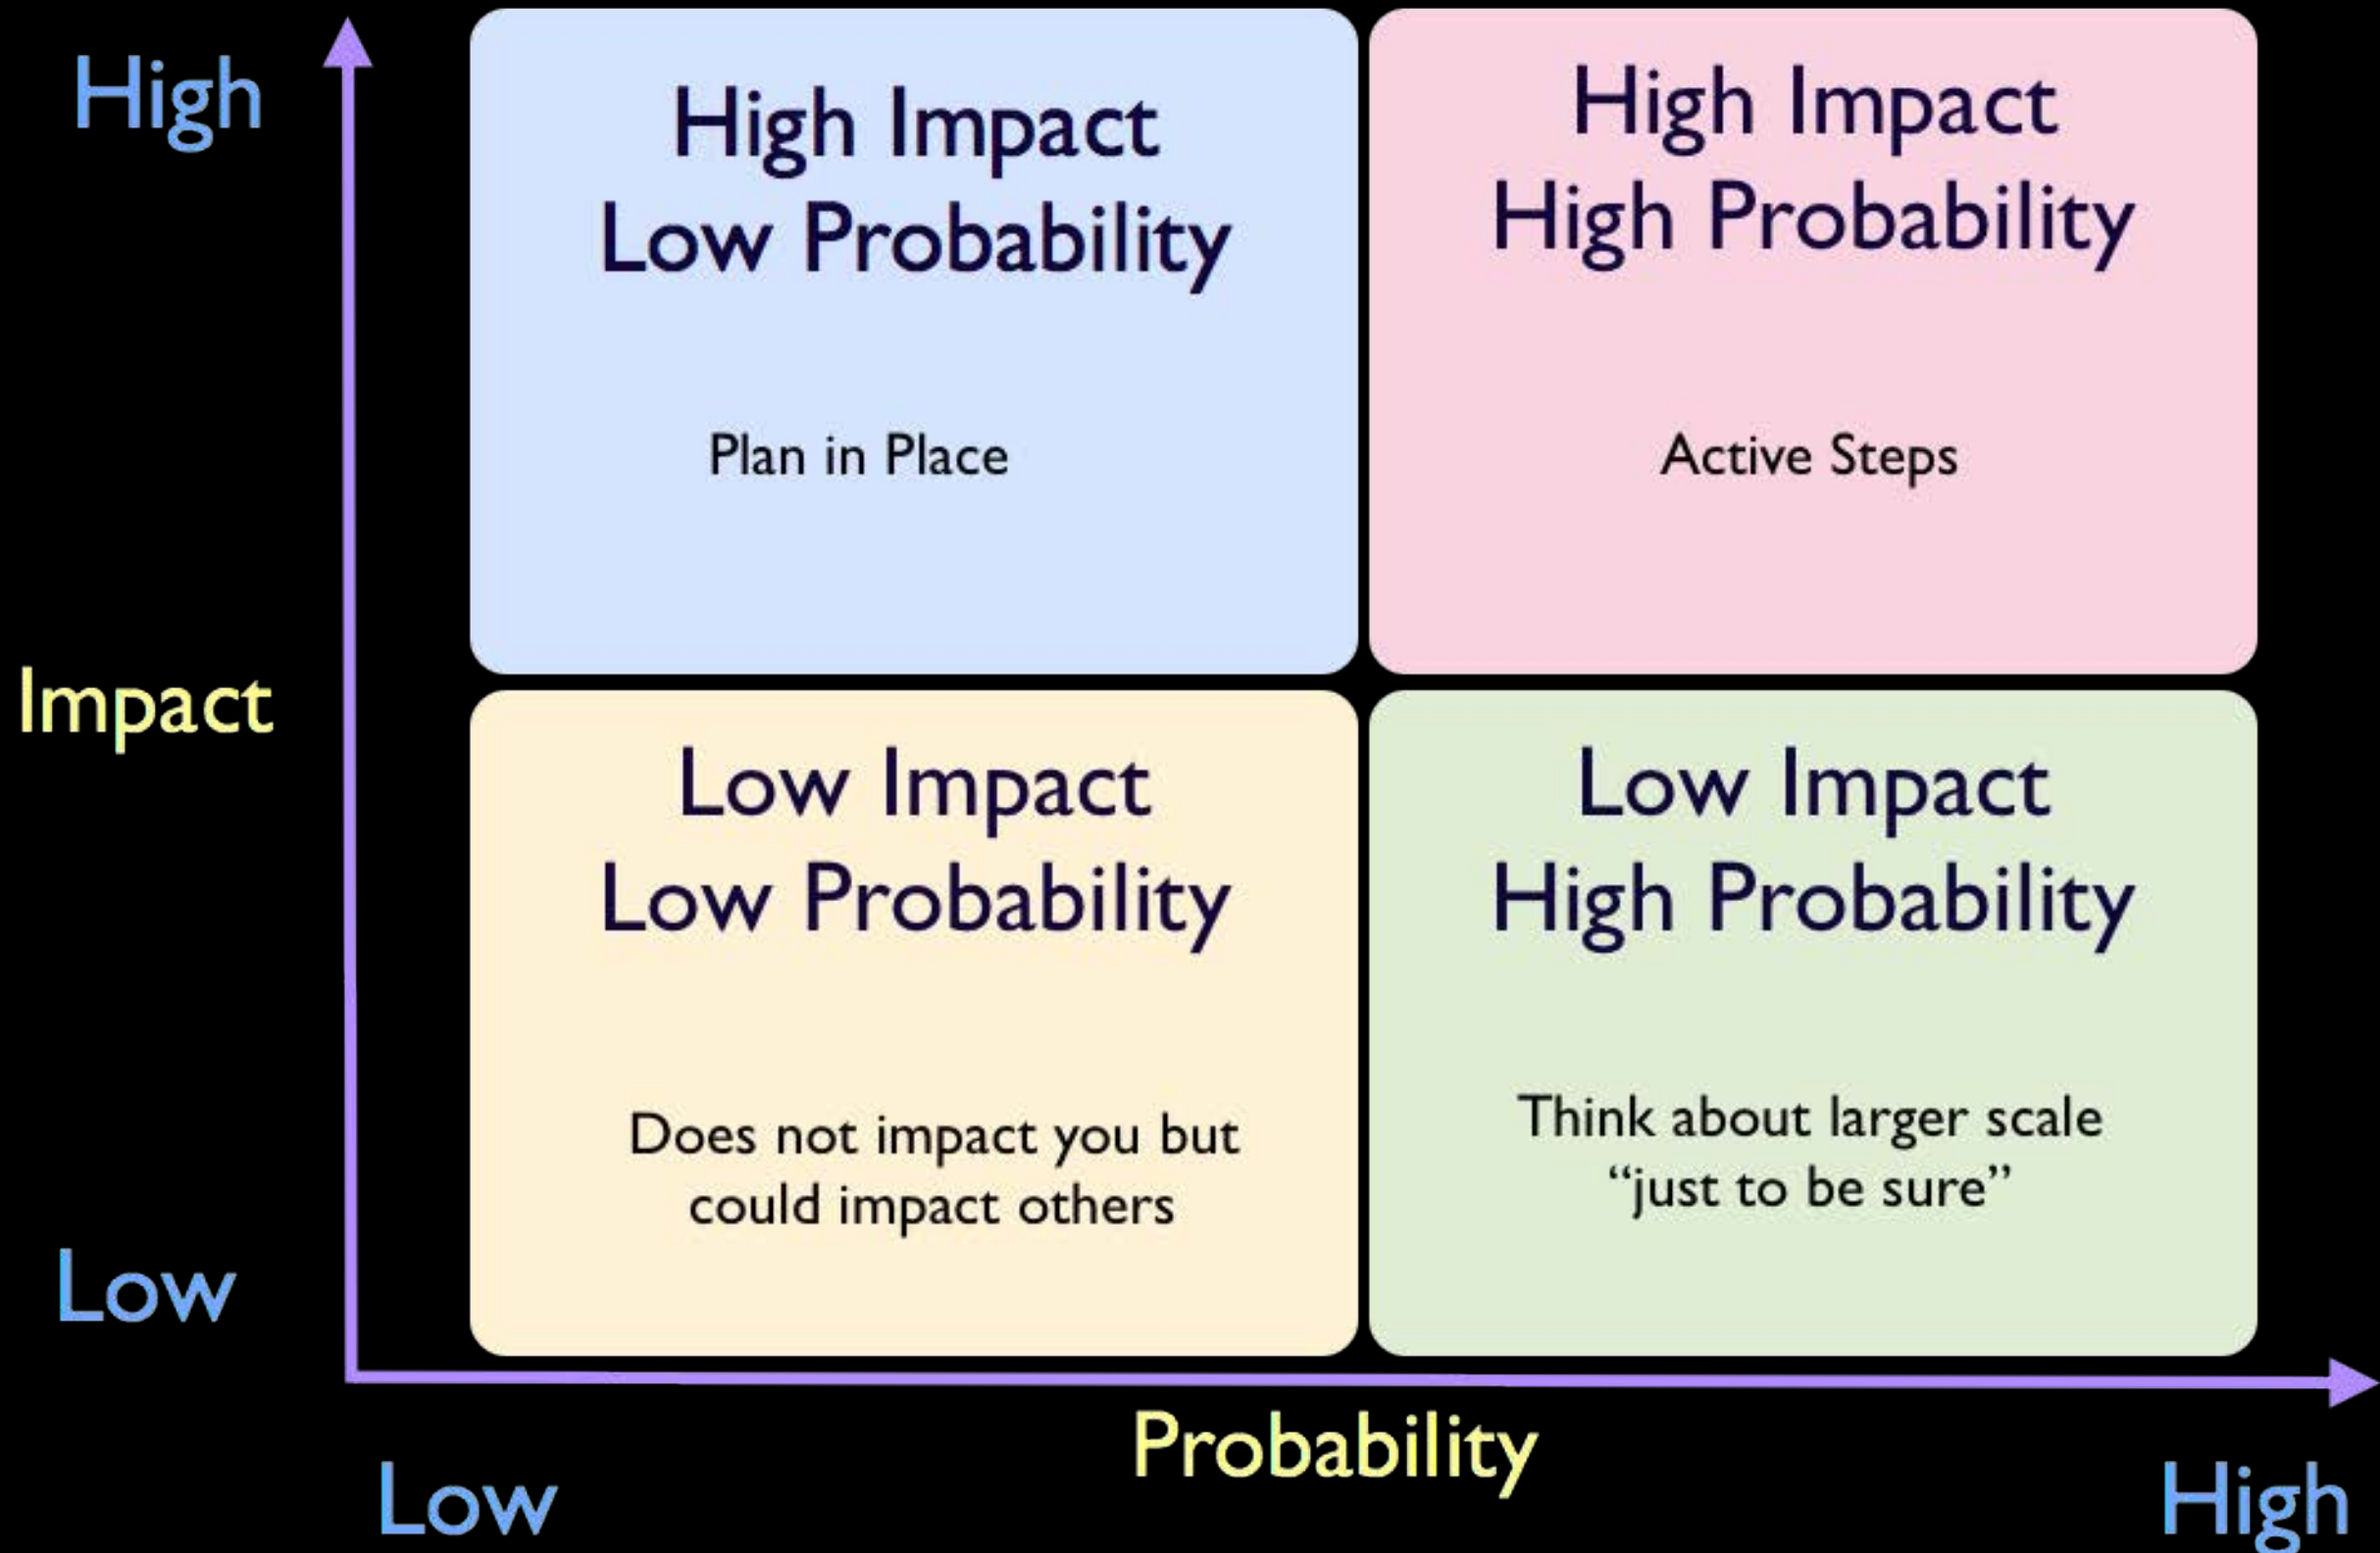 High
High Impact
Low Probability
Plan in Place
High Impact
High Probability
Active Steps
Impact
Low Impact
Low Probability
Does not impact you but
could impact others
Low Impact
High Probability
Think about larger scale
“just to be sure”
Low
Probability
Low
High